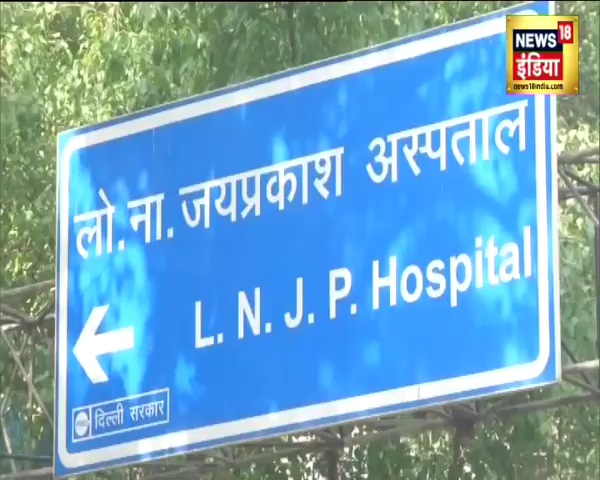 NEWS 18
इंडिया
news18india.com
लो.ना.जयप्रकाश अस्पताल
L. N. J. P. Hospital
दिल्ली सरकार